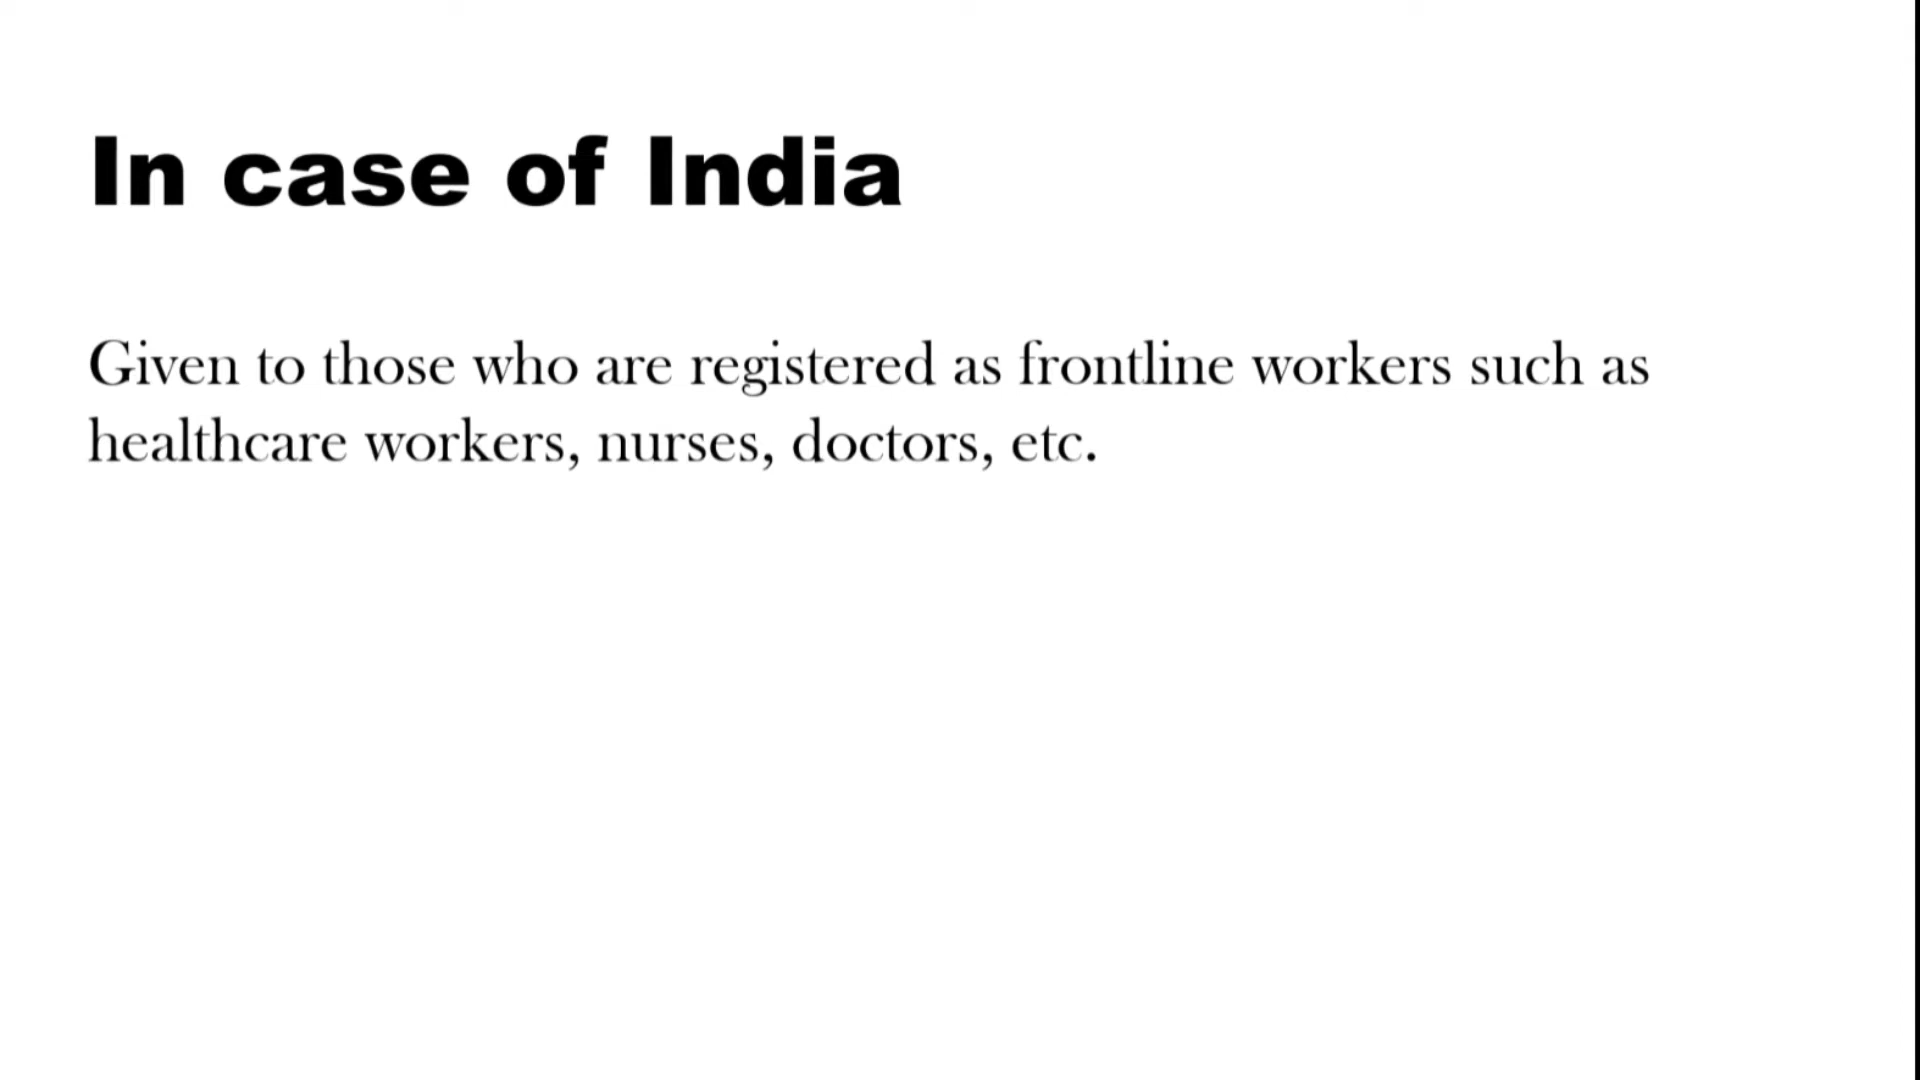 In case of India
Given to those who are registered as frontline workers such as
healthcare workers, nurses, doctors, etc.